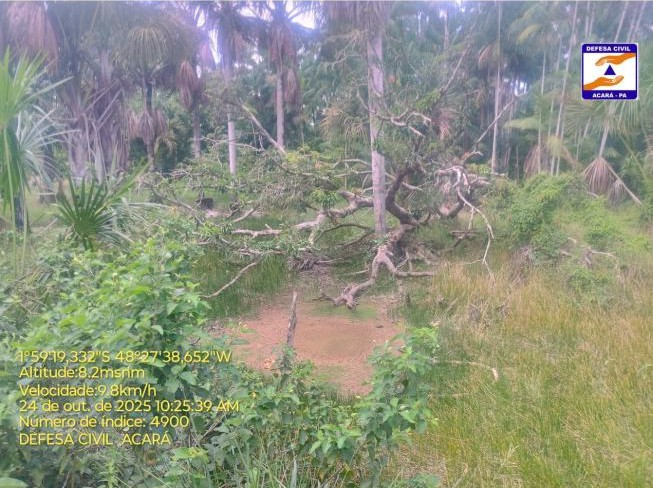 DEFESA CIVIL
ACARÁ - PA
1°59'19,332"S 48°27'38,652"W
Altitude:8.2msnm
Velocidade:9.8km/h
24 de out. de 2025 10:25:39 AM
Número de índice: 4900
DEFESA CIVIL ACARÁ